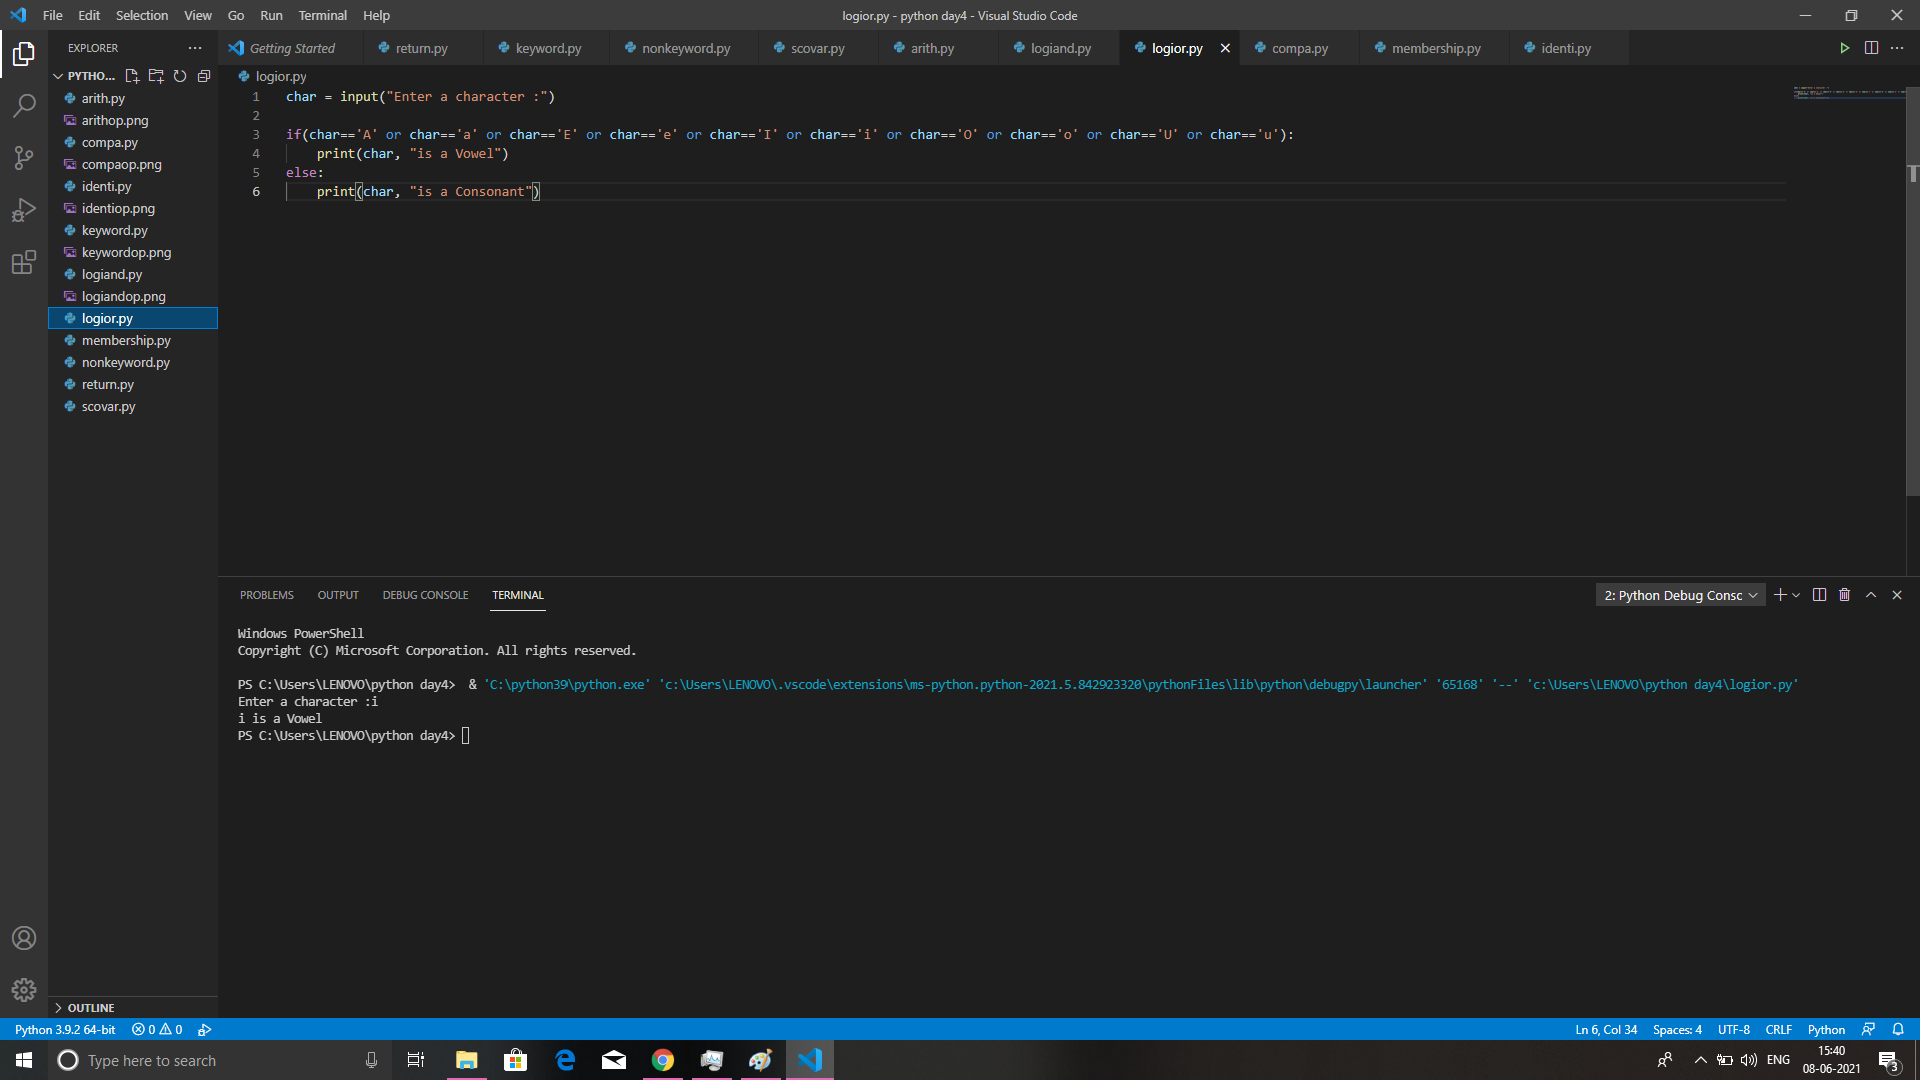 File Edit Selection View Go Run Terminal Help
logior.py - python day4 - Visual Studio Code
EXPLORER
Getting Started return.py keyword.py nonkeyword.py scovar.py arith.py logiand.py logior.py compa.py membership.py identi.py
PYTHO...
arith.py
arithop.png
compa.py
compaop.png
identi.py
identiop.png
keyword.py
keywordop.png
logiand.py
logiandop.png
logior.py
membership.py
nonkeyword.py
return.py
scovar.py
OUTLINE
logior.py
1 char = input("Enter a character :")
2
3 if(char=='A' or char=='a' or char=='E' or char=='e' or char=='I' or char=='i' or char=='O' or char=='o' or char=='U' or char=='u'):
4 print(char, "is a Vowel")
5 else:
6 print(char, "is a Consonant")
PROBLEMS OUTPUT DEBUG CONSOLE TERMINAL
2: Python Debug Consc
Windows PowerShell
Copyright (C) Microsoft Corporation. All rights reserved.
PS C:\Users\LENOVO\python day4> & 'C:\python39\python.exe' 'c:\Users\LENOVO\.vscode\extensions\ms-python.python-2021.5.842923320\pythonFiles\lib\python\debugpy\launcher' '65168' '--' 'c:\Users\LENOVO\python day4\logior.py'
Enter a character :i
i is a Vowel
PS C:\Users\LENOVO\python day4>
Python 3.9.2 64-bit 0 0
Ln 6, Col 34 Spaces: 4 UTF-8 CRLF Python
Type here to search
ENG
15:40
08-06-2021
3